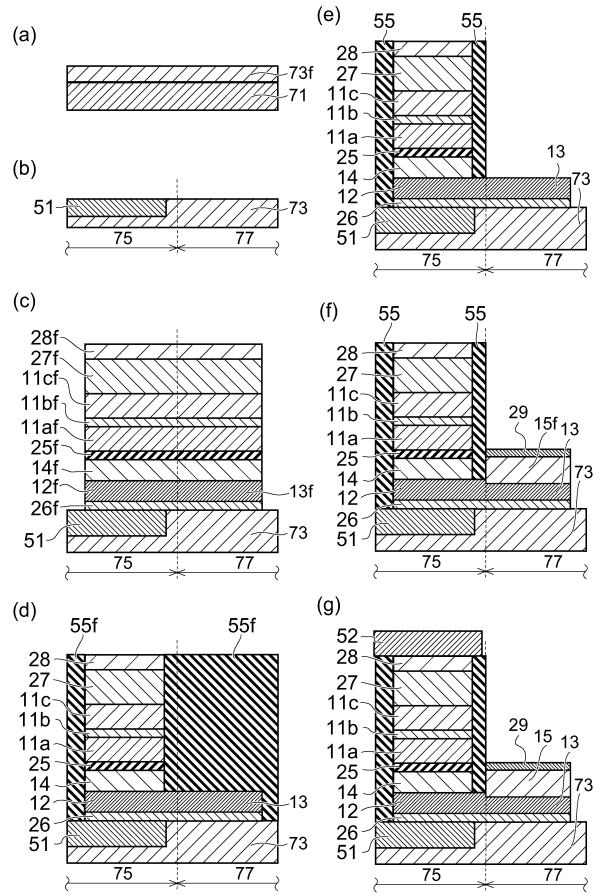 (a)
73f
71
(b)
51
73
75
77
(c)
28f
27f
11cf
11bf
11af
25f
14f
12f
13f
26f
51
73
75
77
(d)
55f
55f
28
27
11c
11b
11a
25
14
12
13
26
51
73
75
77
(e)
55
55
28
27
11c
11b
11a
25
13
14
73
12
26
51
75
77
(f)
55
55
28
27
11c
11b
29
15f
13
11a
25
14
73
12
26
51
75
77
(g)
52
28
27
11c
11b
29
15
13
11a
25
14
73
12
26
51
75
77